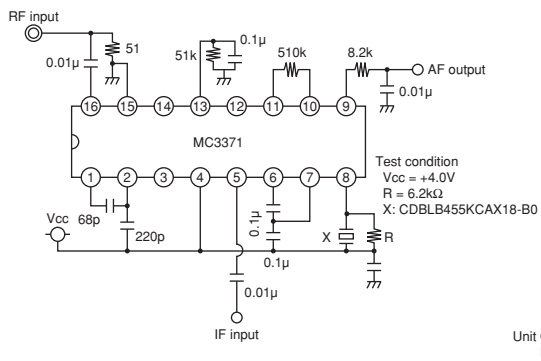 RF input
0.01µ
51
51k
0.1µ
510k
8.2k
AF output
0.01µ
16
15
14
13
12
11
10
9
MC3371
1
2
3
4
5
6
7
8
Test condition
Vcc = +4.0V
R = 6.2kΩ
X: CDBLB455KCAX18-B0
Vcc
68p
220p
0.1µ
0.1µ
X
R
0.01µ
IF input
Unit